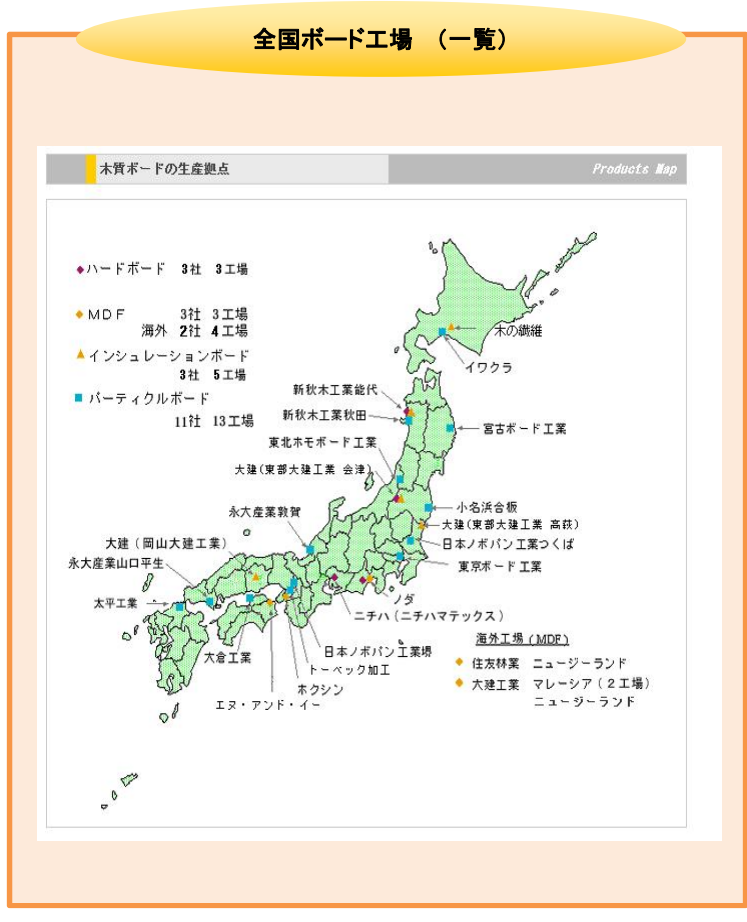 全国ボード工場　（一覧）
木質ボードの生産拠点
Products Map
ハードボード　3社　3工場
MDF　3社　3工場
海外　2社　4工場
インシュレーションボード
3社　5工場
パーティクルボード
11社　13工場
木の繊維
イワクラ
新秋木工業能代
新秋木工業秋田
宮古ボード工業
東北ホモボード工業
大建（東部大建工業 会津）
小名浜合板
永大産業敦賀
大建（東部大建工業 高萩）
大建（岡山大建工業）
日本ノボパン工業つくば
永大産業山口平生
東京ボード工業
太平工業
ノダ
ニチハ（ニチハマテックス）
海外工場（MDF）
大倉工業
日本ノボパン工業堺
住友林業　ニュージーランド
トーベック加工
大建工業　マレーシア（２工場）
ホクシン
ニュージーランド
エヌ・アンド・イー